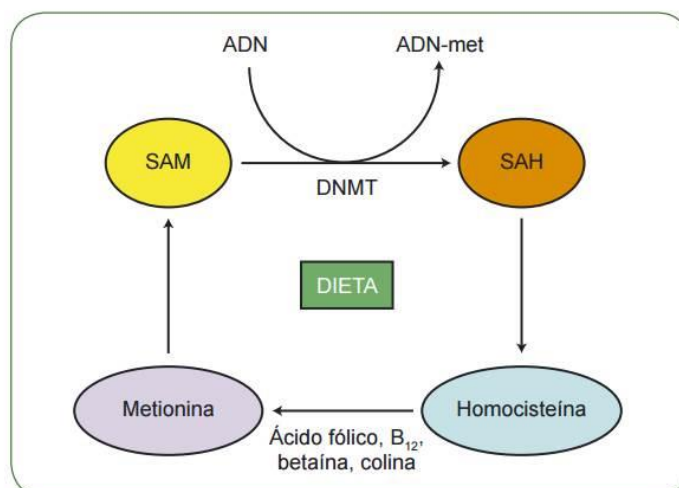 ADN
ADN-met
SAM
SAH
DNMT
DIETA
Metionina
Homocisteína
Ácido fólico, B₁₂,
betaína, colina